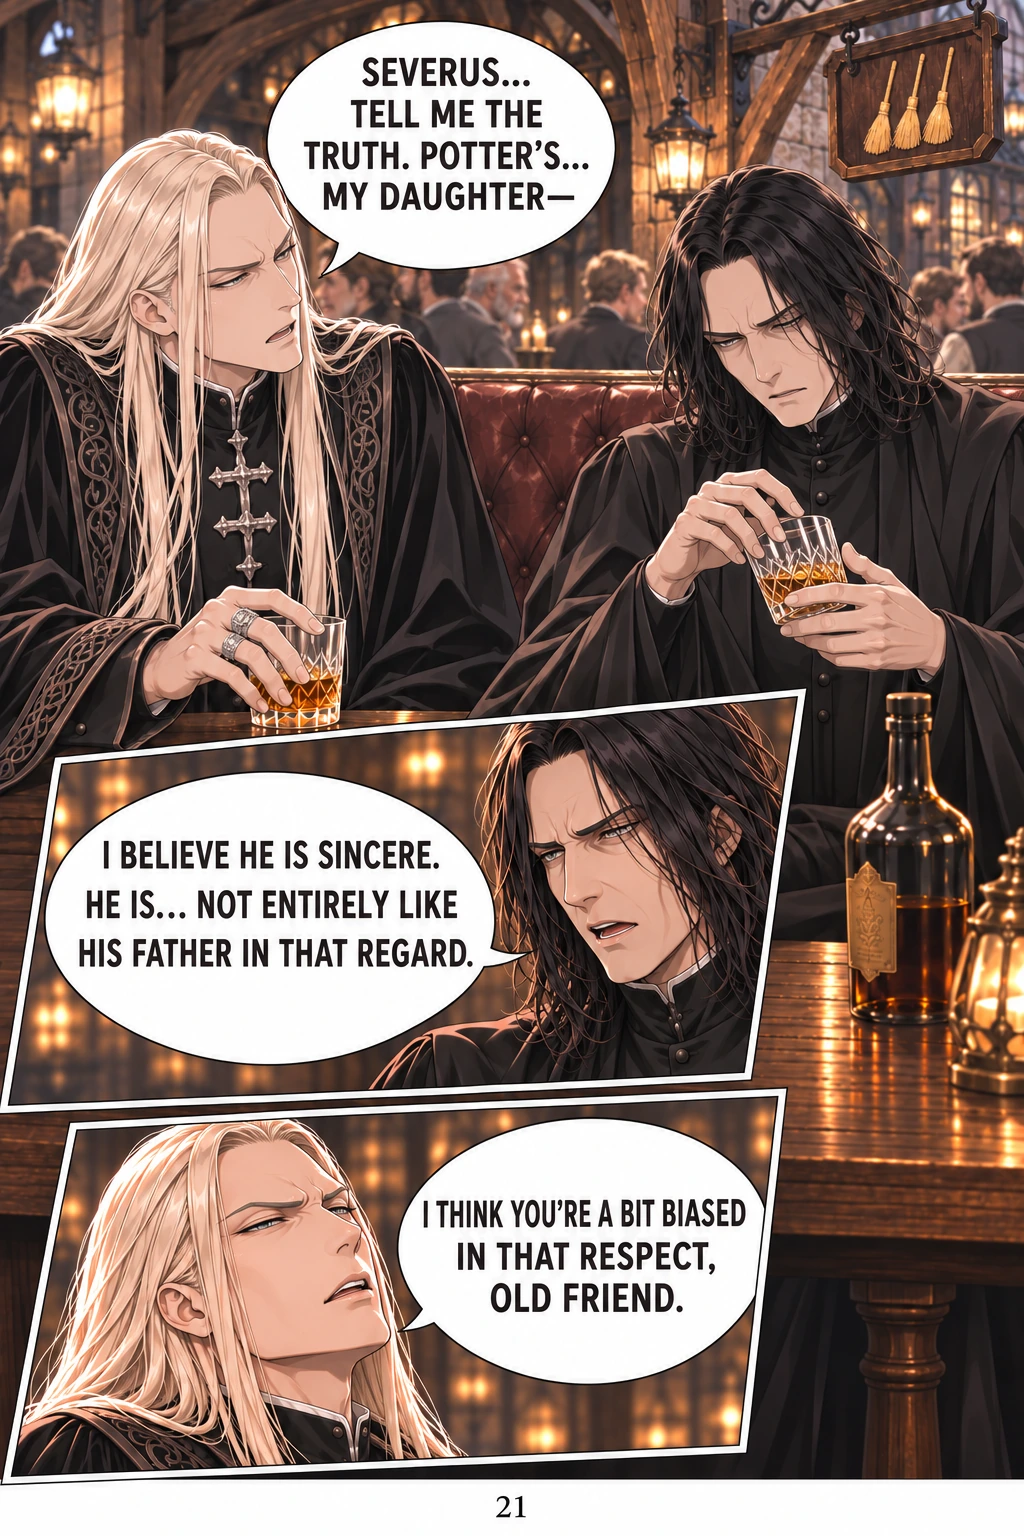 SEVERUS...
TELL ME THE
TRUTH. POTTER'S...
MY DAUGHTER—
I BELIEVE HE IS SINCERE.
HE IS... NOT ENTIRELY LIKE
HIS FATHER IN THAT REGARD.
I THINK YOU'RE A BIT BIASED
IN THAT RESPECT,
OLD FRIEND.
21